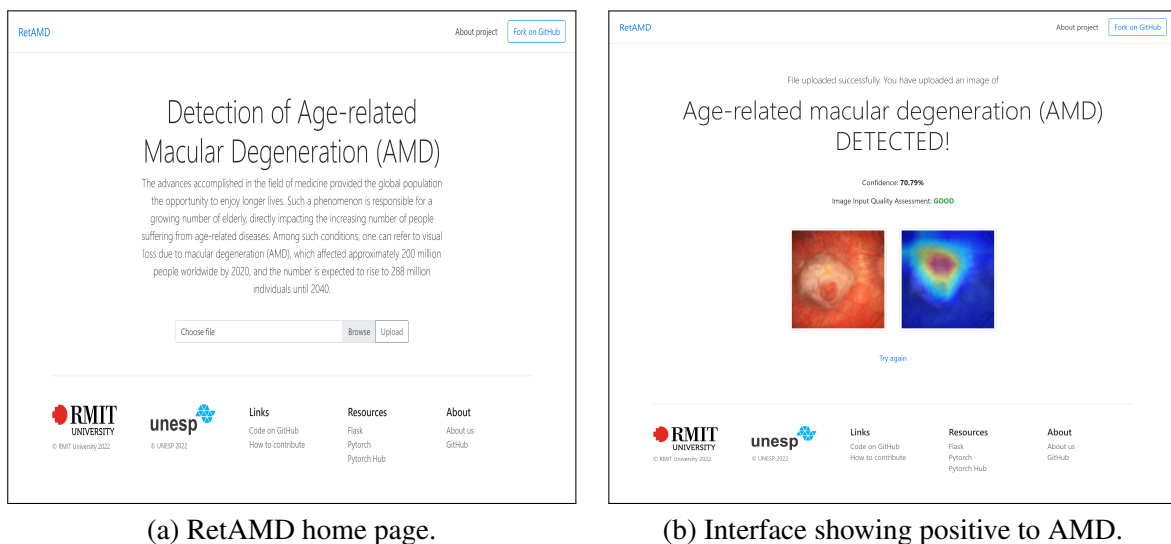 RetAMD
About project
Fork on GitHub
Detection of Age-related
Macular Degeneration (AMD)
The advances accomplished in the field of medicine provided the global population
the opportunity to enjoy longer lives. Such a phenomenon is responsible for a
growing number of elderly, directly impacting the increasing number of people
suffering from age-related diseases. Among such conditions, one can refer to visual
loss due to macular degeneration (AMD), which affected approximately 200 million
people worldwide by 2020, and the number is expected to rise to 288 million
individuals until 2040.
Choose file
Browse
Upload
RMIT
UNIVERSITY
© RMIT University 2022
unesp
© UNESP 2022
Links
Code on GitHub
How to contribute
Resources
Flask
Pytorch
Pytorch Hub
About
About us
GitHub
(a) RetAMD home page.
RetAMD
About project
Fork on GitHub
File uploaded successfully. You have uploaded an image of
Age-related macular degeneration (AMD)
DETECTED!
Confidence: 70.79%
Image Input Quality Assessment: GOOD
Try again
RMIT
UNIVERSITY
© RMIT University 2022
unesp
© UNESP 2022
Links
Code on GitHub
How to contribute
Resources
Flask
Pytorch
Pytorch Hub
About
About us
GitHub
(b) Interface showing positive to AMD.